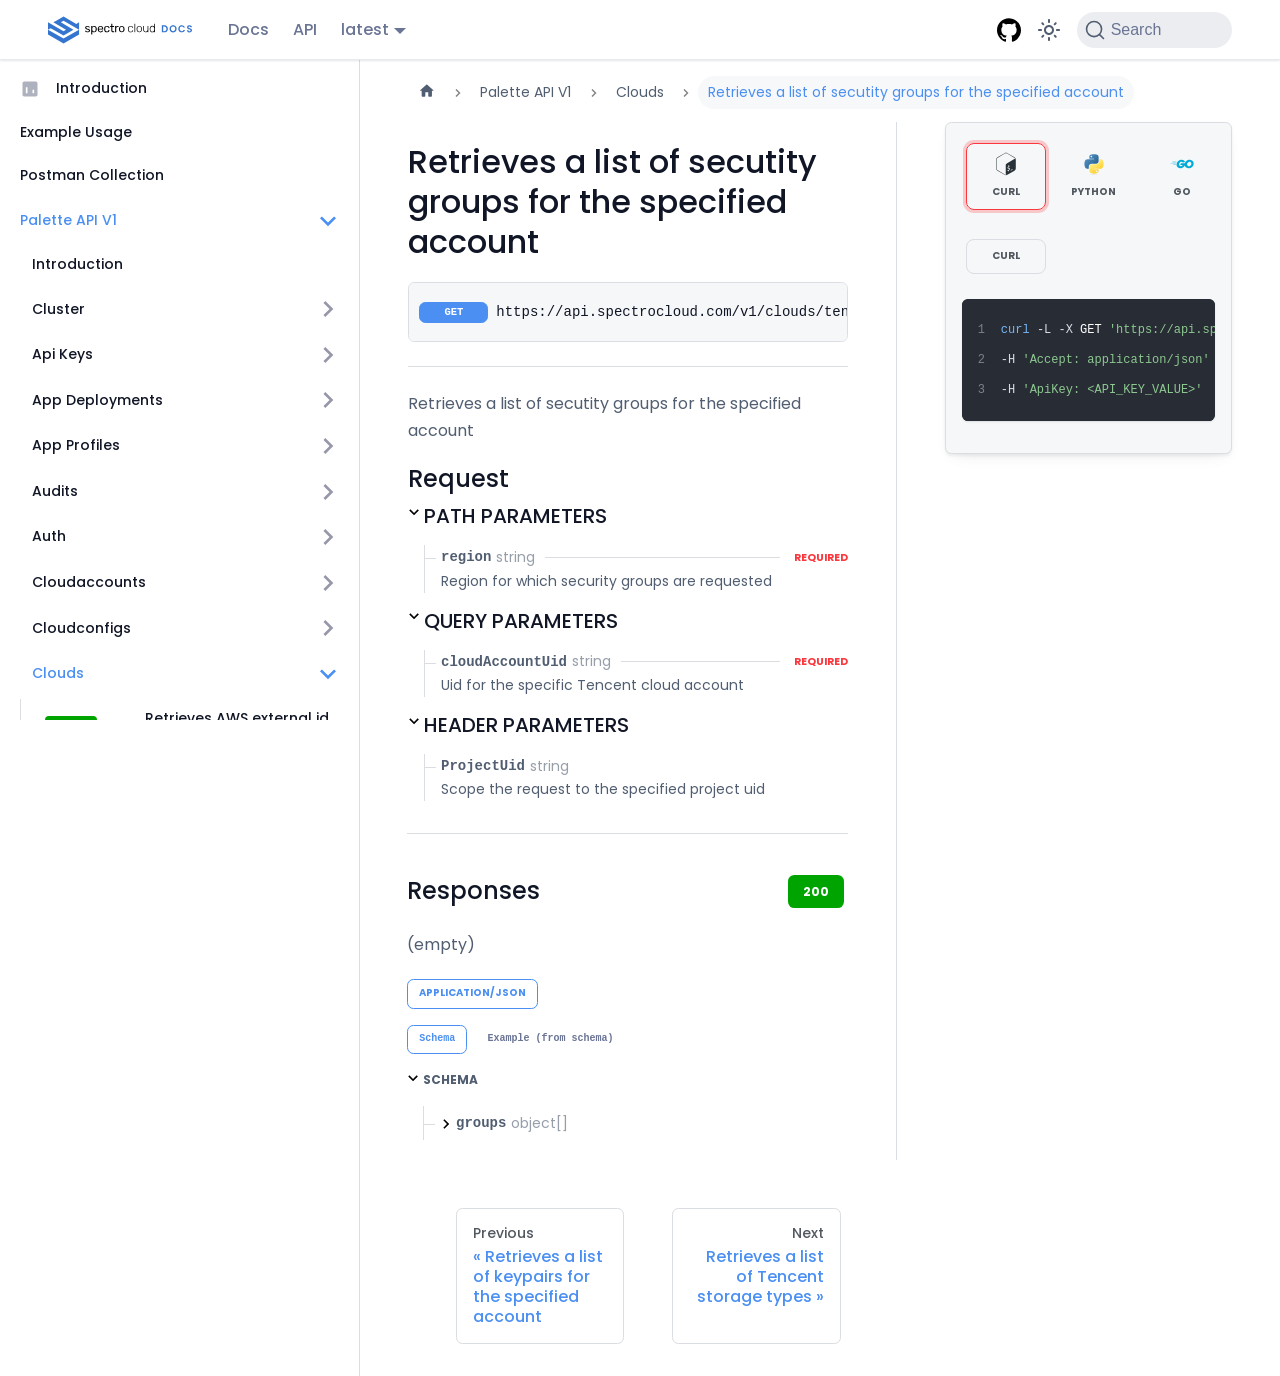 spectro cloud DOCS
Docs
API
latest
Search
Introduction
Example Usage
Postman Collection
Palette API V1
Introduction
Cluster
Api Keys
App Deployments
App Profiles
Audits
Auth
Cloudaccounts
Cloudconfigs
Clouds
Retrieves AWS external id
Palette API V1
Clouds
Retrieves a list of secutity groups for the specified account
Retrieves a list of secutity
groups for the specified
account
GET https://api.spectrocloud.com/v1/clouds/ten
Retrieves a list of secutity groups for the specified
account
Request
PATH PARAMETERS
region string REQUIRED
Region for which security groups are requested
QUERY PARAMETERS
cloudAccountUid string REQUIRED
Uid for the specific Tencent cloud account
HEADER PARAMETERS
ProjectUid string
Scope the request to the specified project uid
Responses
200
(empty)
APPLICATION/JSON
Schema Example (from schema)
SCHEMA
groups object[]
Previous
« Retrieves a list
of keypairs for
the specified
account
Next
Retrieves a list
of Tencent
storage types »
CURL PYTHON GO
CURL
1 curl -L -X GET 'https://api.sp
2 -H 'Accept: application/json'
3 -H 'ApiKey: <API_KEY_VALUE>'